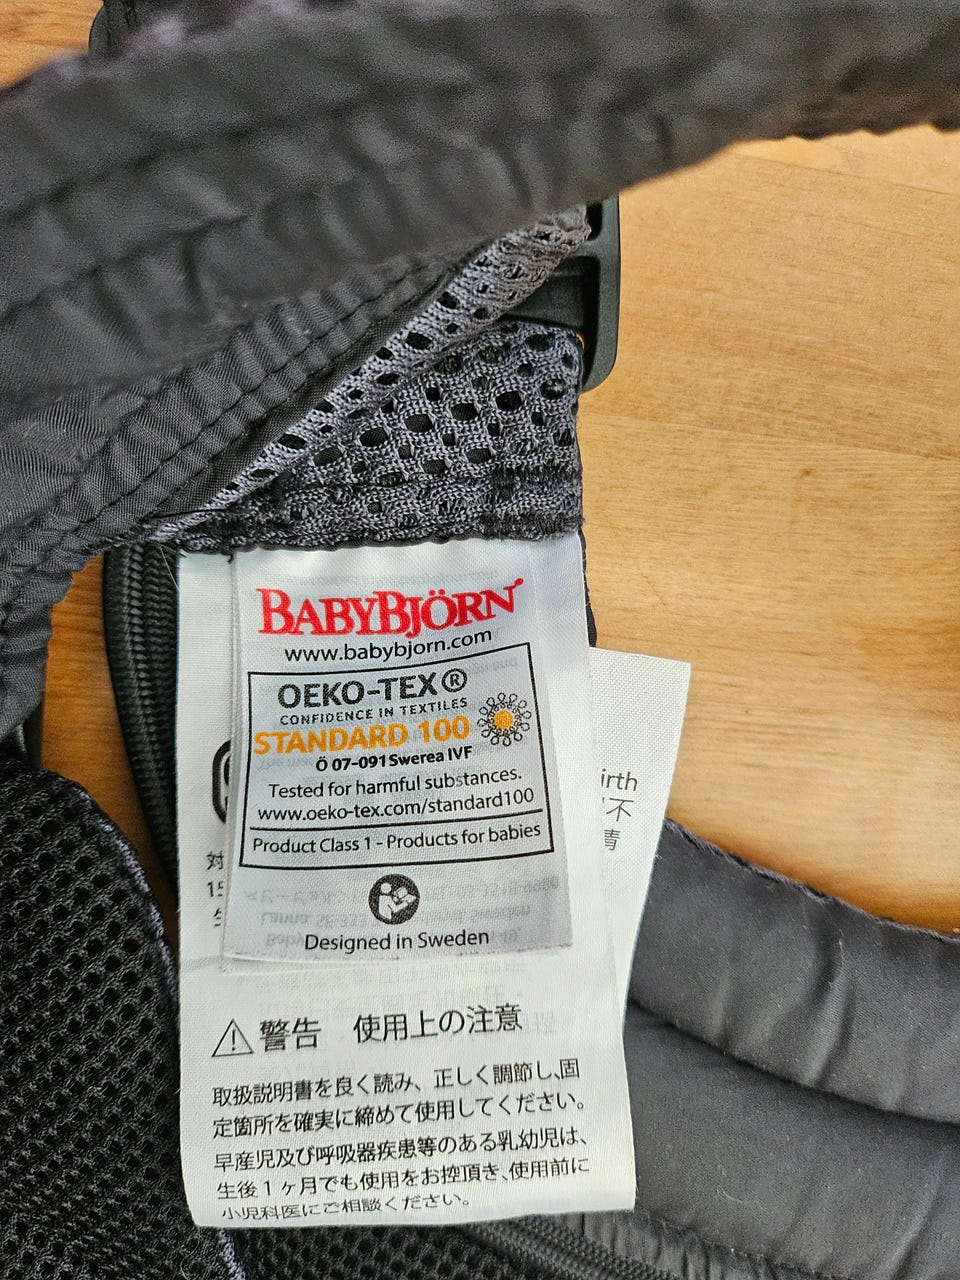 BABYBJÖRN
www.babybjorn.com
OEKO-TEX®
CONFIDENCE IN TEXTILES
STANDARD 100
Ö 07-091 Swerea IVF
Tested for harmful substances.
www.oeko-tex.com/standard100
Product Class 1 - Products for babies
Designed in Sweden
irth
不
対
15
⚠警告 使用上の注意
取扱説明書を良く読み、正しく調節し、固
定箇所を確実に締めて使用してください。
早産児及び呼吸器疾患等のある乳幼児は、
生後1ヶ月でも使用をお控頂き、使用前に
小児科医にご相談ください。